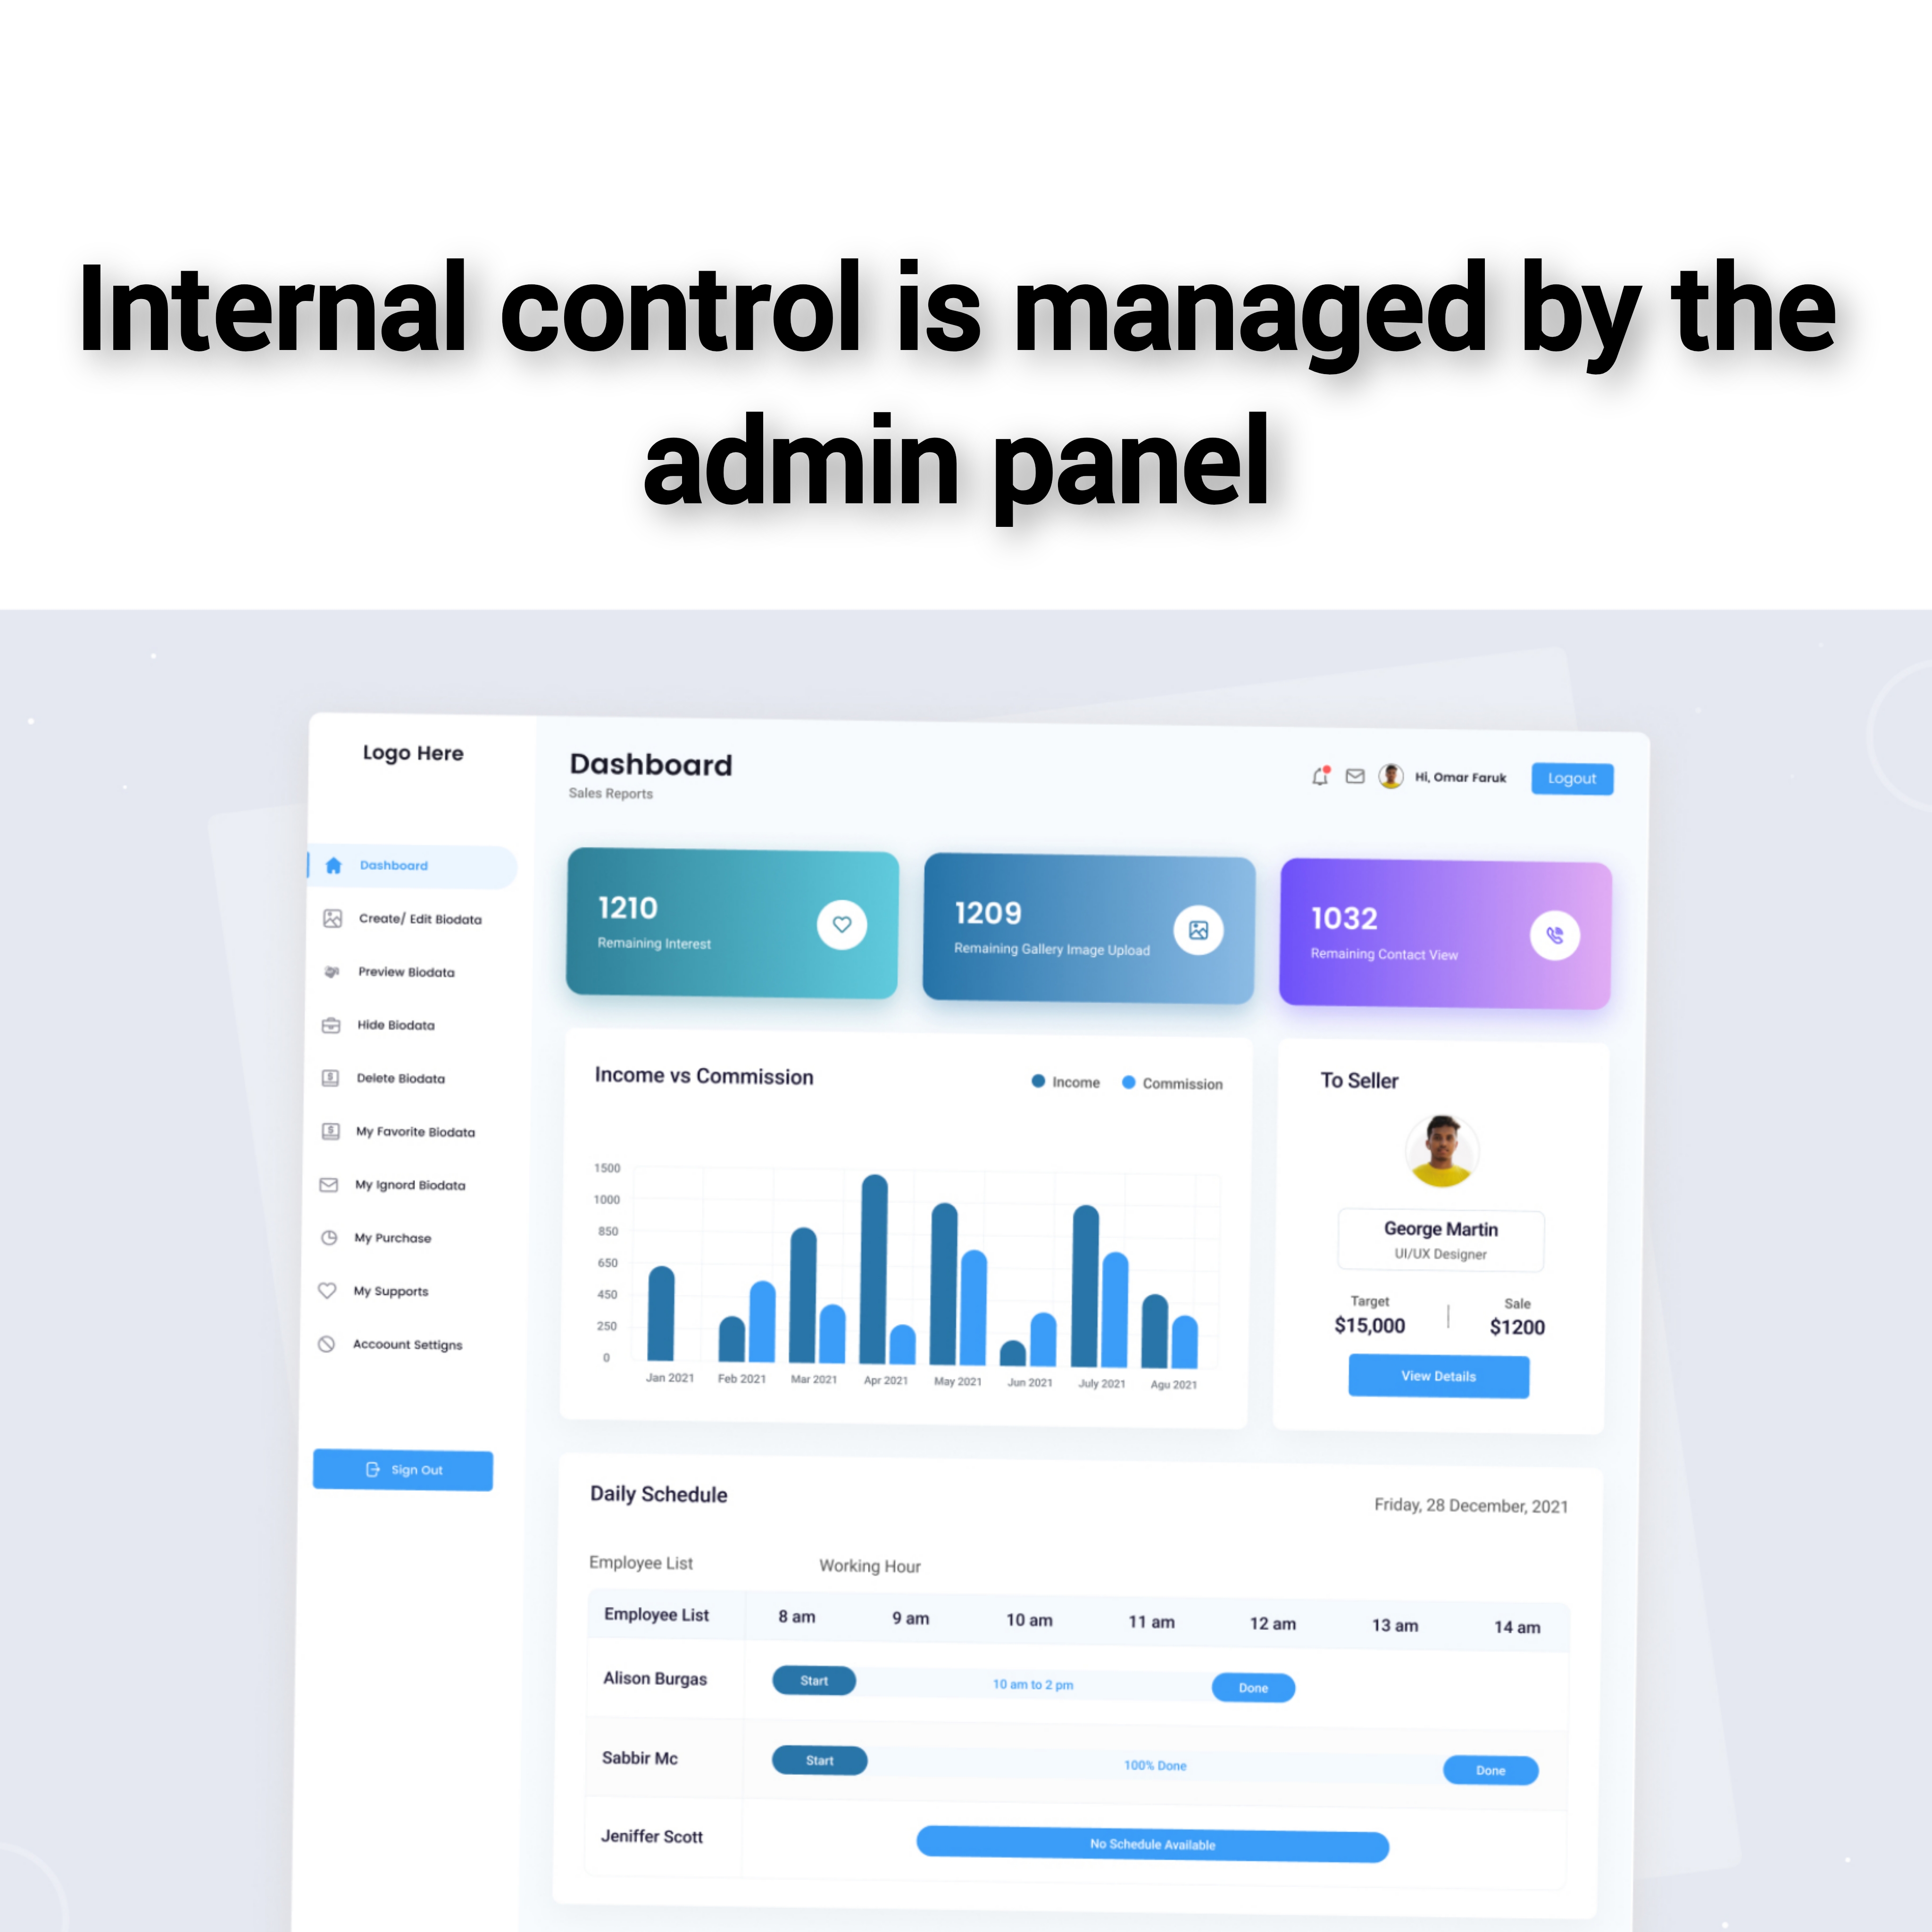 Internal control is managed by the
admin panel
Logo Here
Dashboard
Sales Reports
Hi, Omar Faruk
Logout
Dashboard
Create/ Edit Biodata
Preview Biodata
Hide Biodata
Delete Biodata
My Favorite Biodata
My Ignord Biodata
My Purchase
My Supports
Accoount Settigns
Sign Out
1210
Remaining Interest
1209
Remaining Gallery Image Upload
1032
Remaining Contact View
Income vs Commission
Income
Commission
1500
1000
850
650
450
250
0
Jan 2021
Feb 2021
Mar 2021
Apr 2021
May 2021
Jun 2021
July 2021
Agu 2021
To Seller
George Martin
UI/UX Designer
Target
$15,000
Sale
$1200
View Details
Daily Schedule
Friday, 28 December, 2021
Employee List
Working Hour
Employee List
8 am
9 am
10 am
11 am
12 am
13 am
14 am
Alison Burgas
Start
10 am to 2 pm
Done
Sabbir Mc
Start
100% Done
Done
Jeniffer Scott
No Schedule Available